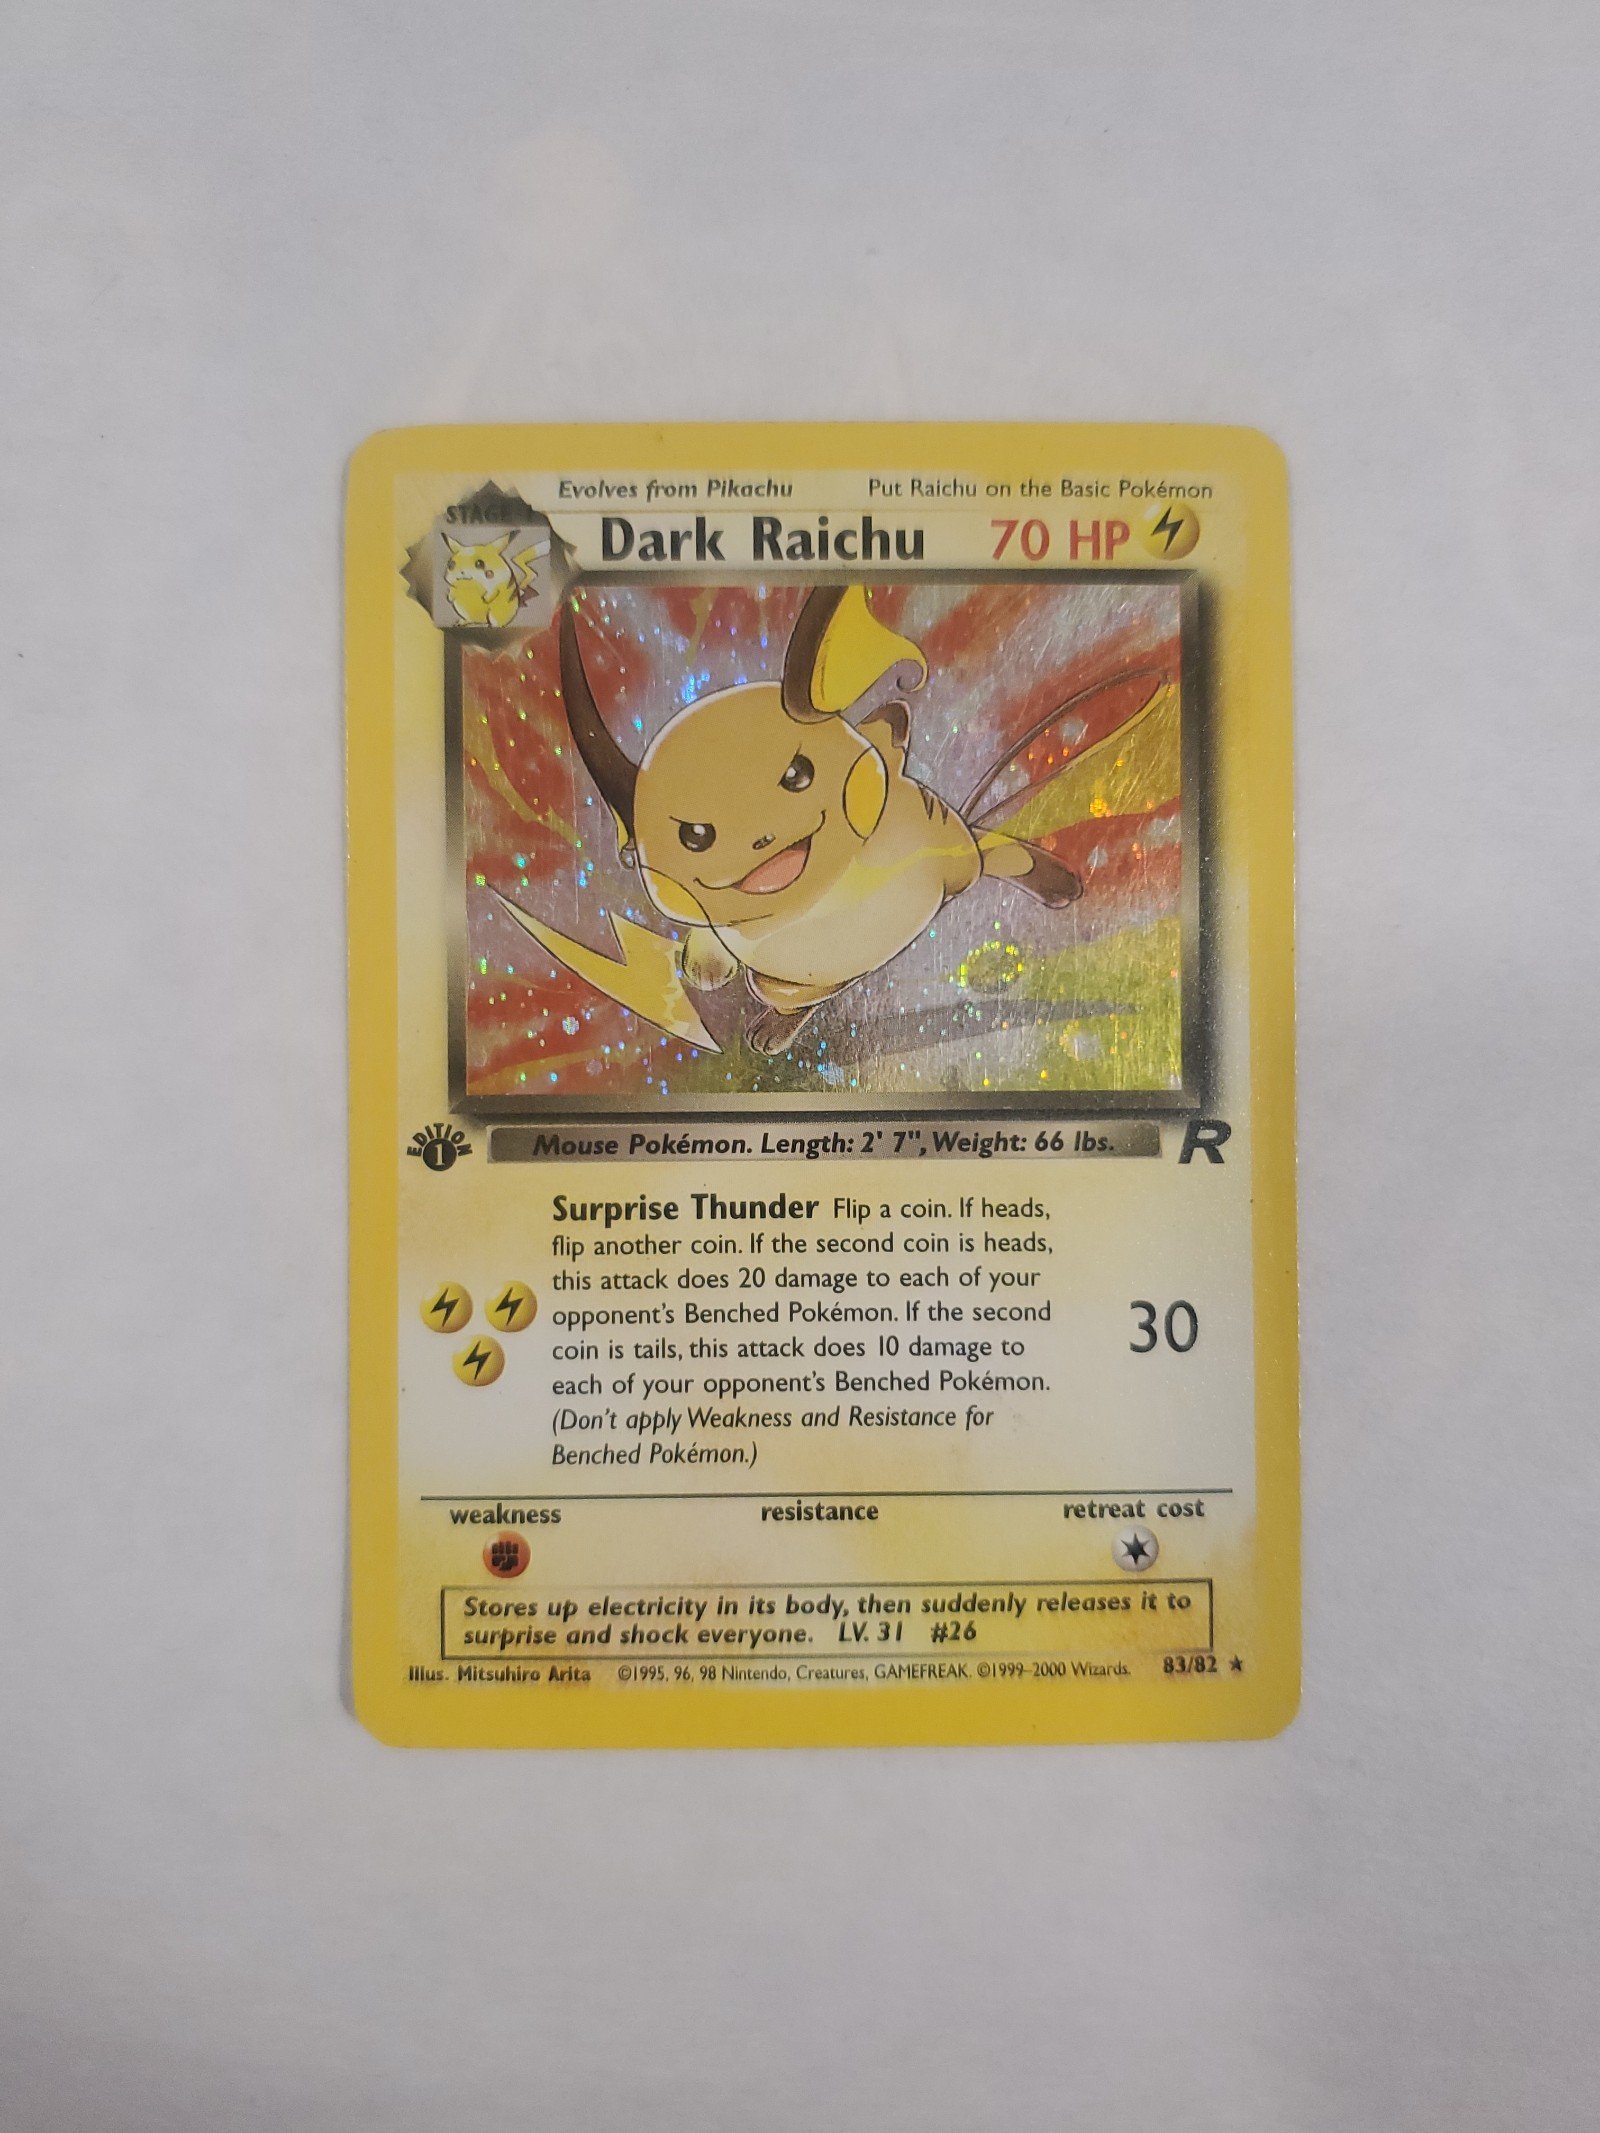 Evolves from Pikachu Put Raichu on the Basic Pokémon
STAGE 1
Dark Raichu 70 HP
EDITION
1
Mouse Pokémon. Length: 2' 7", Weight: 66 lbs.
R
Surprise Thunder Flip a coin. If heads,
flip another coin. If the second coin is heads,
this attack does 20 damage to each of your
opponent's Benched Pokémon. If the second
coin is tails, this attack does 10 damage to
each of your opponent's Benched Pokémon.
(Don't apply Weakness and Resistance for
Benched Pokémon.)
30
weakness resistance retreat cost
Stores up electricity in its body, then suddenly releases it to
surprise and shock everyone. LV. 31 #26
Illus. Mitsuhiro Arita ©1995, 96, 98 Nintendo, Creatures, GAMEFREAK. ©1999-2000 Wizards. 83/82 ★